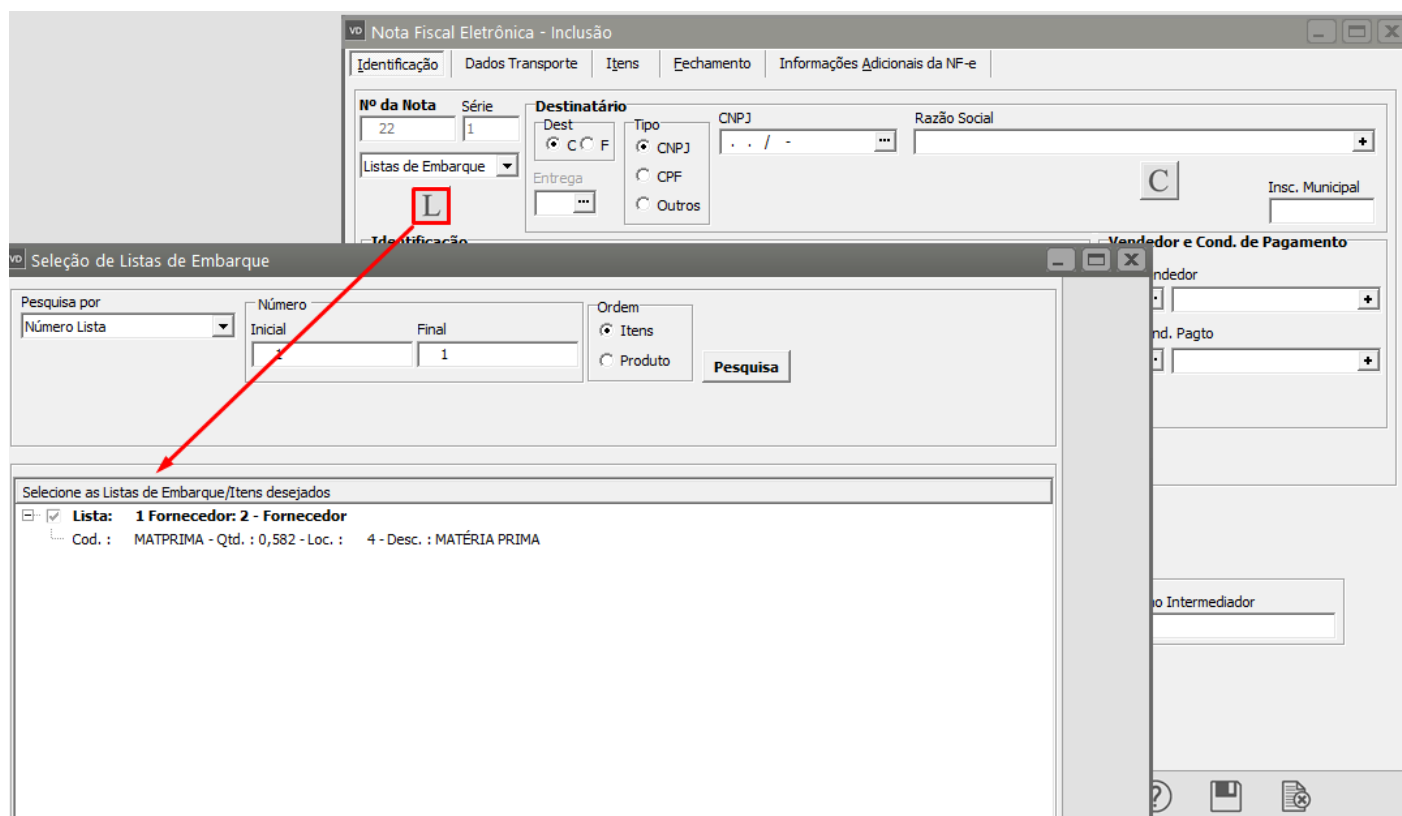 VD Nota Fiscal Eletrônica - Inclusão
Identificação Dados Transporte Itens Fechamento Informações Adicionais da NF-e
Nº da Nota Série Destinatário
Dest Tipo CNPJ Razão Social
22 1 C F CNPJ . . / - ... +
Listas de Embarque CPF
Entrega C Insc. Municipal
L ... Outros
Identificação Vendedor e Cond. de Pagamento
VD Seleção de Listas de Embarque
ndedor
Pesquisa por Número Ordem
Número Lista Inicial Final Itens
+
1 1 Produto Pesquisa
nd. Pagto
+
Selecione as Listas de Embarque/Itens desejados
Lista: 1 Fornecedor: 2 - Fornecedor
Cod. : MATPRIMA - Qtd. : 0,582 - Loc. : 4 - Desc. : MATÉRIA PRIMA
no Intermediador
?